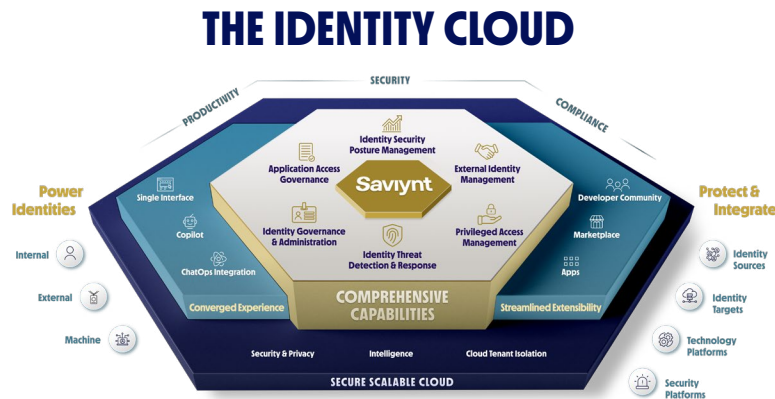 THE IDENTITY CLOUD
SECURITY
PRODUCTIVITY
COMPLIANCE
Identity Security
Posture Management
Application Access
Governance
External Identity
Management
Saviynt
Identity Governance
& Administration
Privileged Access
Management
Identity Threat
Detection & Response
COMPREHENSIVE
CAPABILITIES
Single Interface
Copilot
ChatOps Integration
Converged Experience
Developer Community
Marketplace
Apps
Streamlined Extensibility
Power
Identities
Internal
External
Machine
Protect &
Integrate
Identity
Sources
Identity
Targets
Technology
Platforms
Security
Platforms
Security & Privacy
Intelligence
Cloud Tenant Isolation
SECURE SCALABLE CLOUD